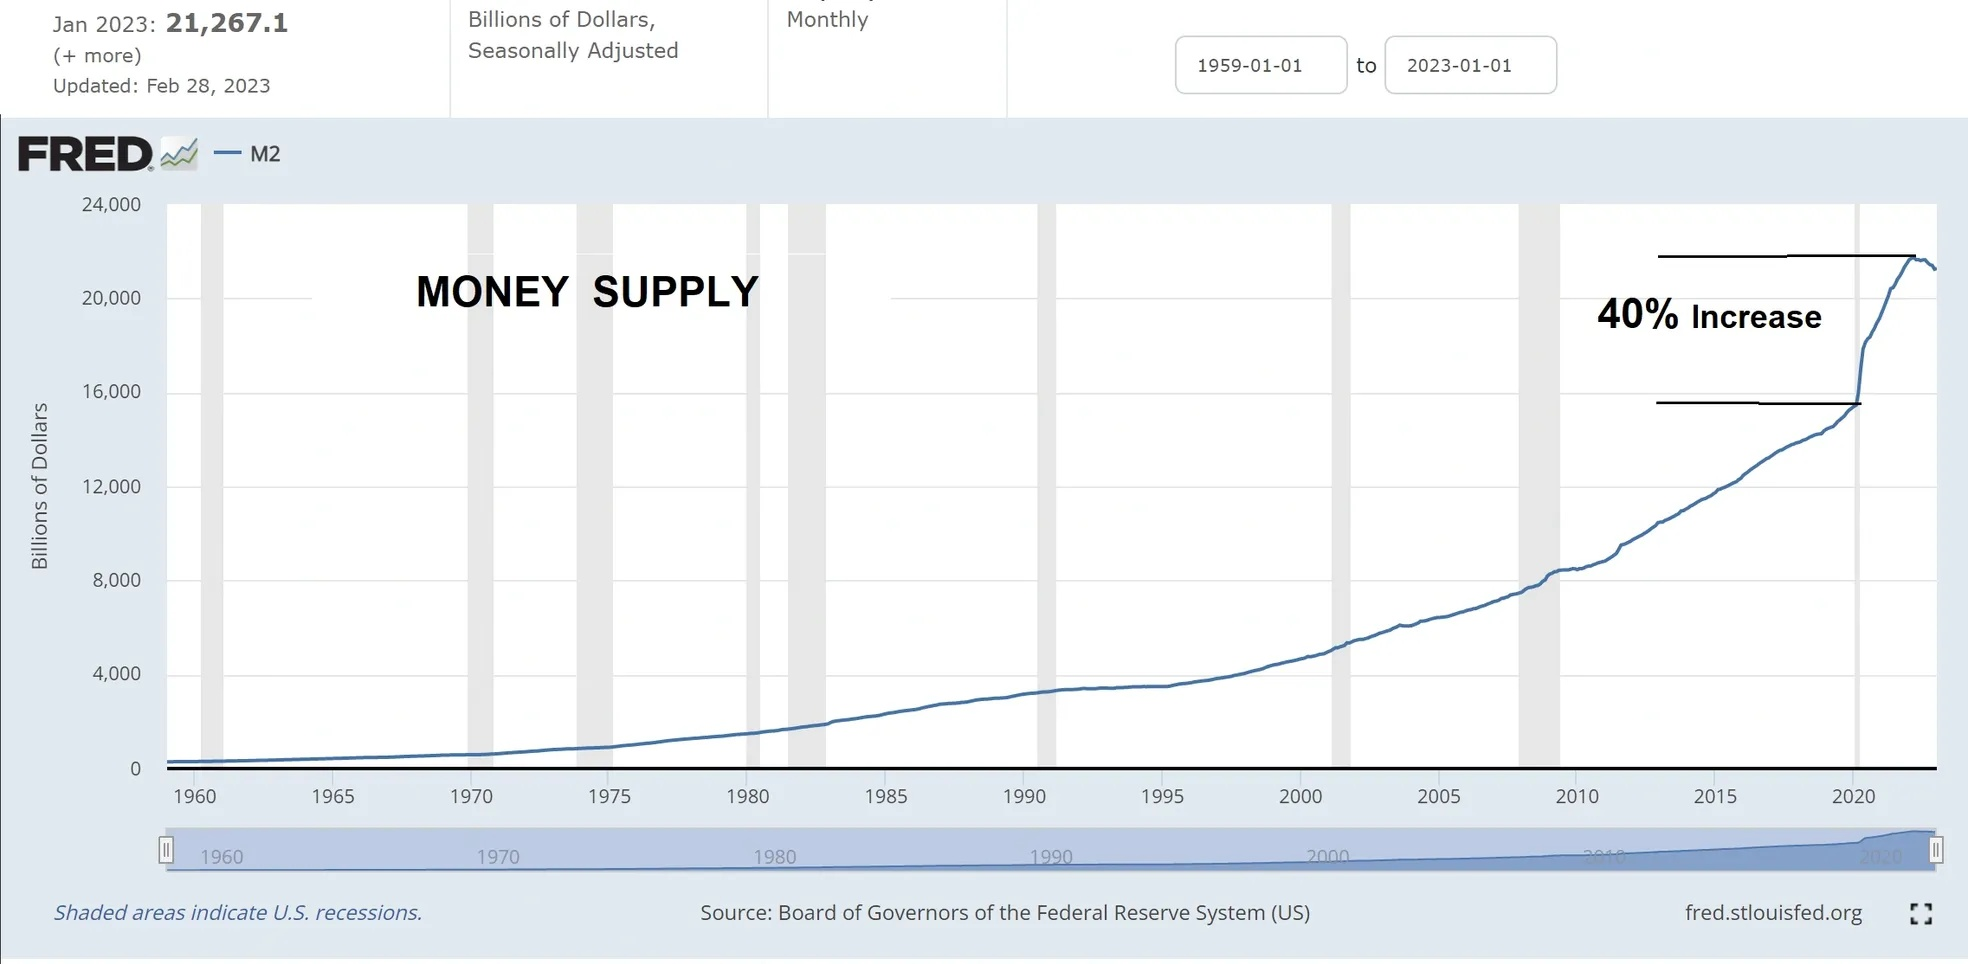 Jan 2023: 21,267.1
(+ more)
Updated: Feb 28, 2023
Billions of Dollars,
Seasonally Adjusted
Monthly
1959-01-01 to 2023-01-01
FRED M2
24,000
20,000
16,000
12,000
8,000
4,000
0
Billions of Dollars
MONEY SUPPLY
40% Increase
1960 1965 1970 1975 1980 1985 1990 1995 2000 2005 2010 2015 2020
1960 1970 1980 1990 2000 2010 2020
Shaded areas indicate U.S. recessions.
Source: Board of Governors of the Federal Reserve System (US)
fred.stlouisfed.org